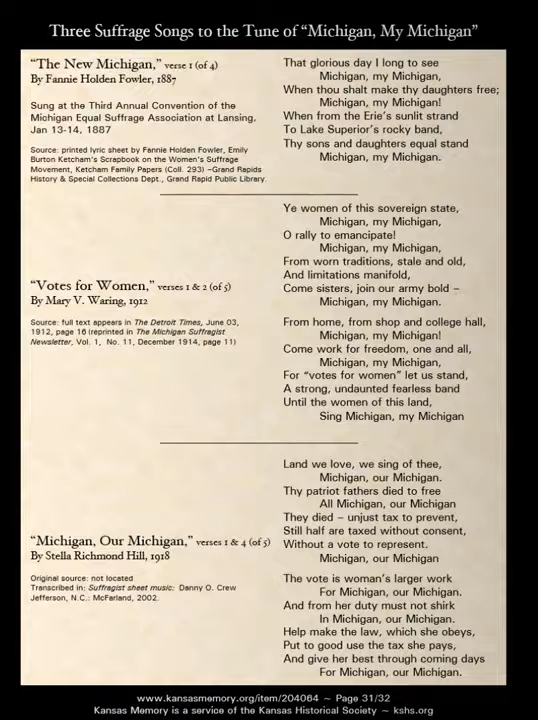 Three Suffrage Songs to the Tune of “Michigan, My Michigan”
“The New Michigan,” verse 1 (of 4)
By Fannie Holden Fowler, 1887
Sung at the Third Annual Convention of the
Michigan Equal Suffrage Association at Lansing,
Jan 13-14, 1887
Source: printed lyric sheet by Fannie Holden Fowler, Emily
Burton Ketcham's Scrapbook on the Women's Suffrage
Movement, Ketcham Family Papers (Coll. 293) –Grand Rapids
History & Special Collections Dept., Grand Rapid Public Library.
That glorious day I long to see
Michigan, my Michigan,
When thou shalt make thy daughters free;
Michigan, my Michigan!
When from the Erie's sunlit strand
To Lake Superior's rocky band,
Thy sons and daughters equal stand
Michigan, my Michigan.
“Votes for Women,” verses 1 & 2 (of 5)
By Mary V. Waring, 1912
Source: full text appears in The Detroit Times, June 03,
1912, page 16 (reprinted in The Michigan Suffragist
Newsletter, Vol. 1, No. 11, December 1914, page 11)
Ye women of this sovereign state,
Michigan, my Michigan,
O rally to emancipate!
Michigan, my Michigan,
From worn traditions, stale and old,
And limitations manifold,
Come sisters, join our army bold –
Michigan, my Michigan.
From home, from shop and college hall,
Michigan, my Michigan!
Come work for freedom, one and all,
Michigan, my Michigan,
For “votes for women” let us stand,
A strong, undaunted fearless band
Until the women of this land,
Sing Michigan, my Michigan
“Michigan, Our Michigan,” verses 1 & 4 (of 5)
By Stella Richmond Hill, 1918
Original source: not located
Transcribed in: Suffragist sheet music: Danny O. Crew
Jefferson, N.C.: McFarland, 2002.
Land we love, we sing of thee,
Michigan, our Michigan.
Thy patriot fathers died to free
All Michigan, our Michigan
They died – unjust tax to prevent,
Still half are taxed without consent,
Without a vote to represent.
Michigan, our Michigan
The vote is woman's larger work
For Michigan, our Michigan.
And from her duty must not shirk
In Michigan, our Michigan.
Help make the law, which she obeys,
Put to good use the tax she pays,
And give her best through coming days
For Michigan, our Michigan.
www.kansasmemory.org/item/204064 ~ Page 31/32
Kansas Memory is a service of the Kansas Historical Society ~ kshs.org